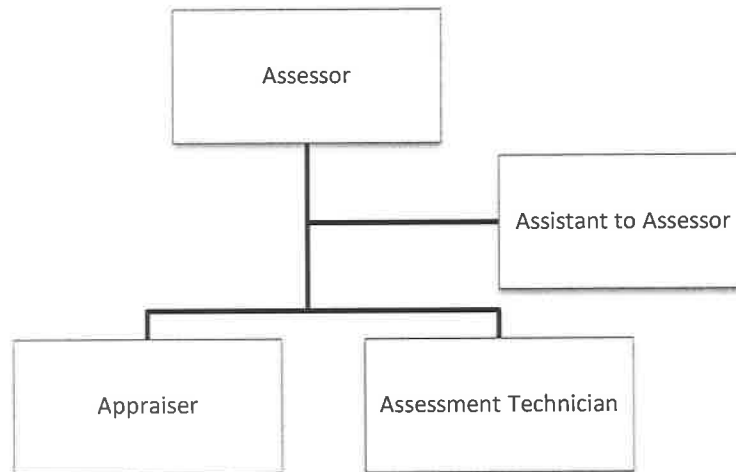 Assessor
Assistant to Assessor
Appraiser
Assessment Technician